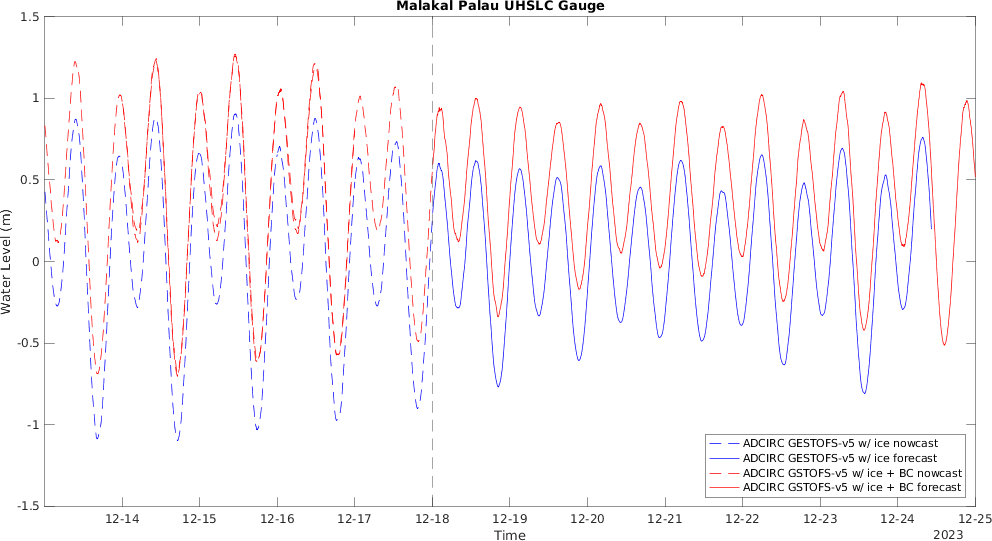 Malakal Palau UHSLC Gauge
1.5
1
0.5
0
-0.5
-1
-1.5
Water Level (m)
ADCIRC GESTOFS-v5 w/ ice nowcast
ADCIRC GESTOFS-v5 w/ ice forecast
ADCIRC GSTOFS-v5 w/ ice + BC nowcast
ADCIRC GSTOFS-v5 w/ ice + BC forecast
12-14 12-15 12-16 12-17 12-18 12-19 12-20 12-21 12-22 12-23 12-24 12-25
Time
2023